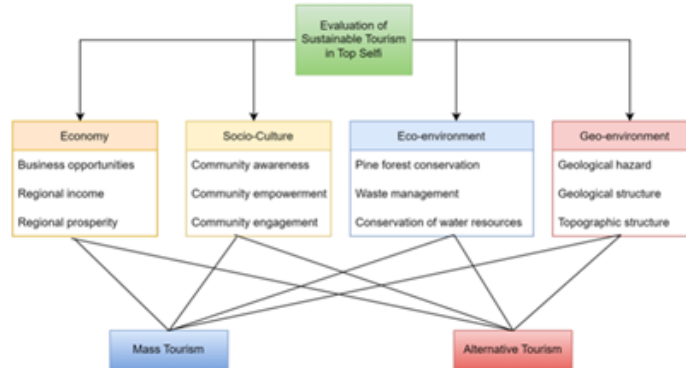 Evaluation of
Sustainable Tourism
in Top Selfi
Economy
Business opportunities
Regional income
Regional prosperity
Socio-Culture
Community awareness
Community empowerment
Community engagement
Eco-environment
Pine forest conservation
Waste management
Conservation of water resources
Geo-environment
Geological hazard
Geological structure
Topographic structure
Mass Tourism
Alternative Tourism